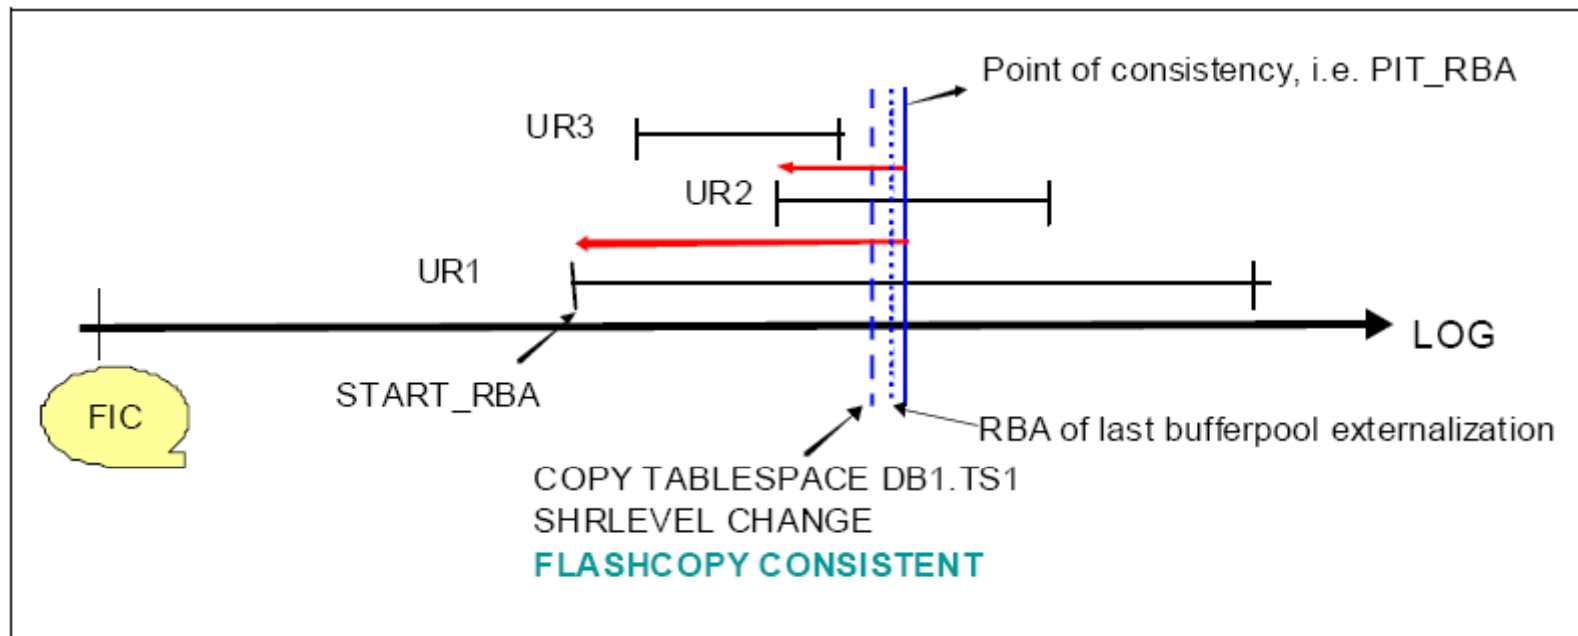 Point of consistency, i.e. PIT_RBA
UR3
UR2
UR1
LOG
START_RBA
FIC
RBA of last bufferpool externalization
COPY TABLESPACE DB1.TS1
SHRLEVEL CHANGE
FLASHCOPY CONSISTENT